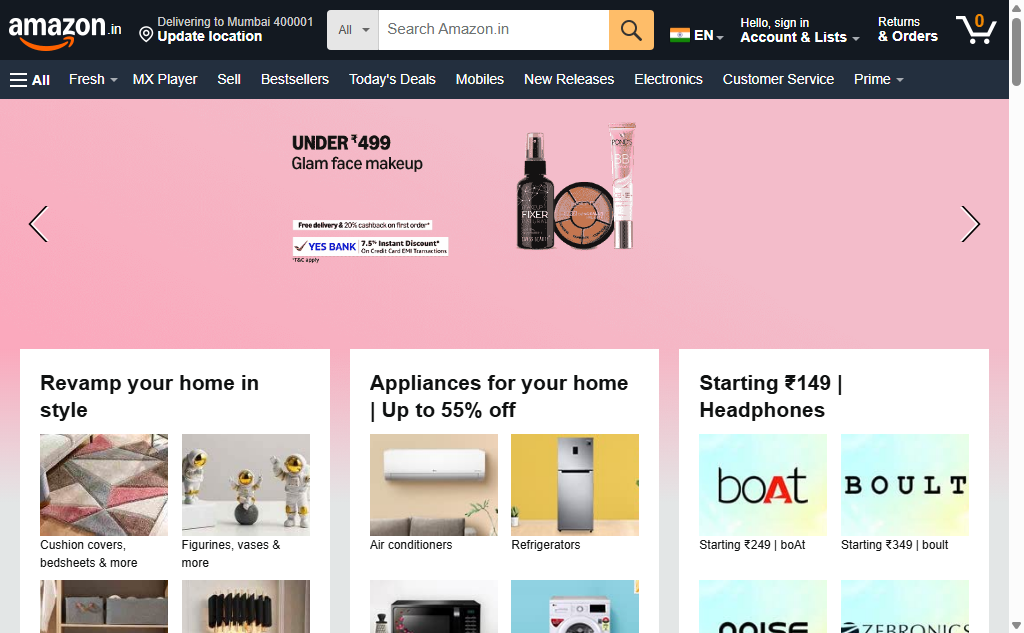 amazon.in
Delivering to Mumbai 400001
Update location
All
Search Amazon.in
EN
Hello, sign in
Account & Lists
Returns
& Orders
0
All
Fresh
MX Player
Sell
Bestsellers
Today's Deals
Mobiles
New Releases
Electronics
Customer Service
Prime
UNDER ₹499
Glam face makeup
Free delivery & 20% cashback on first order*
YES BANK
7.5% Instant Discount*
On Credit Card EMI Transactions
*T&C apply
FIXER
POND'S
BB
Revamp your home in
style
Cushion covers,
bedsheets & more
Figurines, vases &
more
Appliances for your home
| Up to 55% off
Air conditioners
Refrigerators
Starting ₹149 |
Headphones
boAt
Starting ₹249 | boAt
BOULT
Starting ₹349 | boult
noise
ZEBRONICS